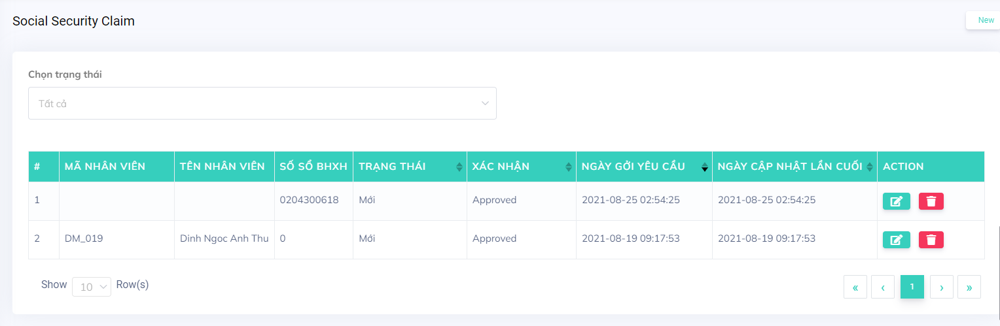 Social Security Claim
New
Chọn trạng thái
Tất cả
# MÃ NHÂN VIÊN TÊN NHÂN VIÊN SỐ SỔ BHXH TRẠNG THÁI XÁC NHẬN NGÀY GỞI YÊU CẦU NGÀY CẬP NHẬT LẦN CUỐI ACTION
1 0204300618 Mới Approved 2021-08-25 02:54:25 2021-08-25 02:54:25
2 DM_019 Dinh Ngoc Anh Thu 0 Mới Approved 2021-08-19 09:17:53 2021-08-19 09:17:53
Show 10 Row(s)
« ‹ 1 › »